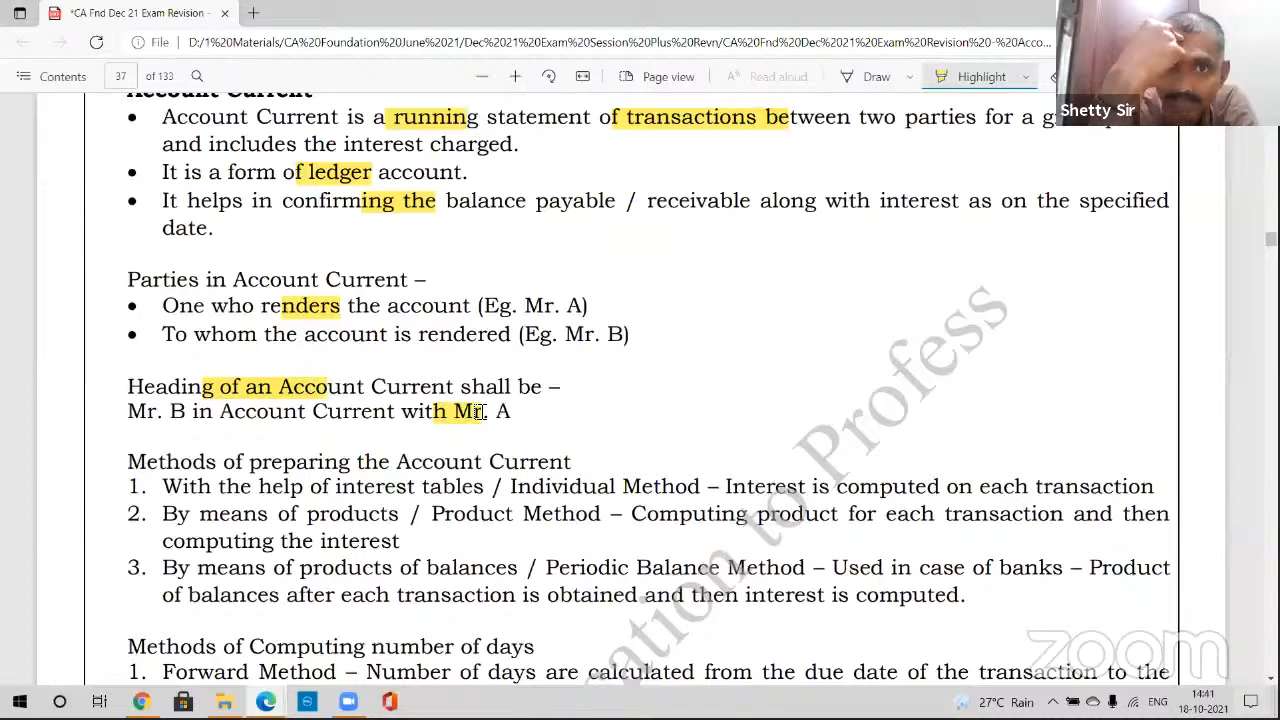 *CA Fnd Dec 21 Exam Revision -
File
D:/1%20Materials/CA%20Foundation%20June%2021/Dec%2021%20Exam%20Session%20Plus%20Revn/CA%20Fnd%20Dec%2021%20Exam%20Revision%20-%20Acco...
Contents
37 of 133
Page view
Read aloud
Draw
Highlight
Shetty Sir
Account Current
• Account Current is a running statement of transactions between two parties for a
and includes the interest charged.
• It is a form of ledger account.
• It helps in confirming the balance payable / receivable along with interest as on the specified
date.
Parties in Account Current –
• One who renders the account (Eg. Mr. A)
• To whom the account is rendered (Eg. Mr. B)
Heading of an Account Current shall be –
Mr. B in Account Current with Mr. A
Methods of preparing the Account Current
1. With the help of interest tables / Individual Method – Interest is computed on each transaction
2. By means of products / Product Method – Computing product for each transaction and then
computing the interest
3. By means of products of balances / Periodic Balance Method – Used in case of banks – Product
of balances after each transaction is obtained and then interest is computed.
Methods of Computing number of days
1. Forward Method – Number of days are calculated from the due date of the transaction to the
to Profess
zoom
27°C Rain
ENG
14:41
18-10-2021